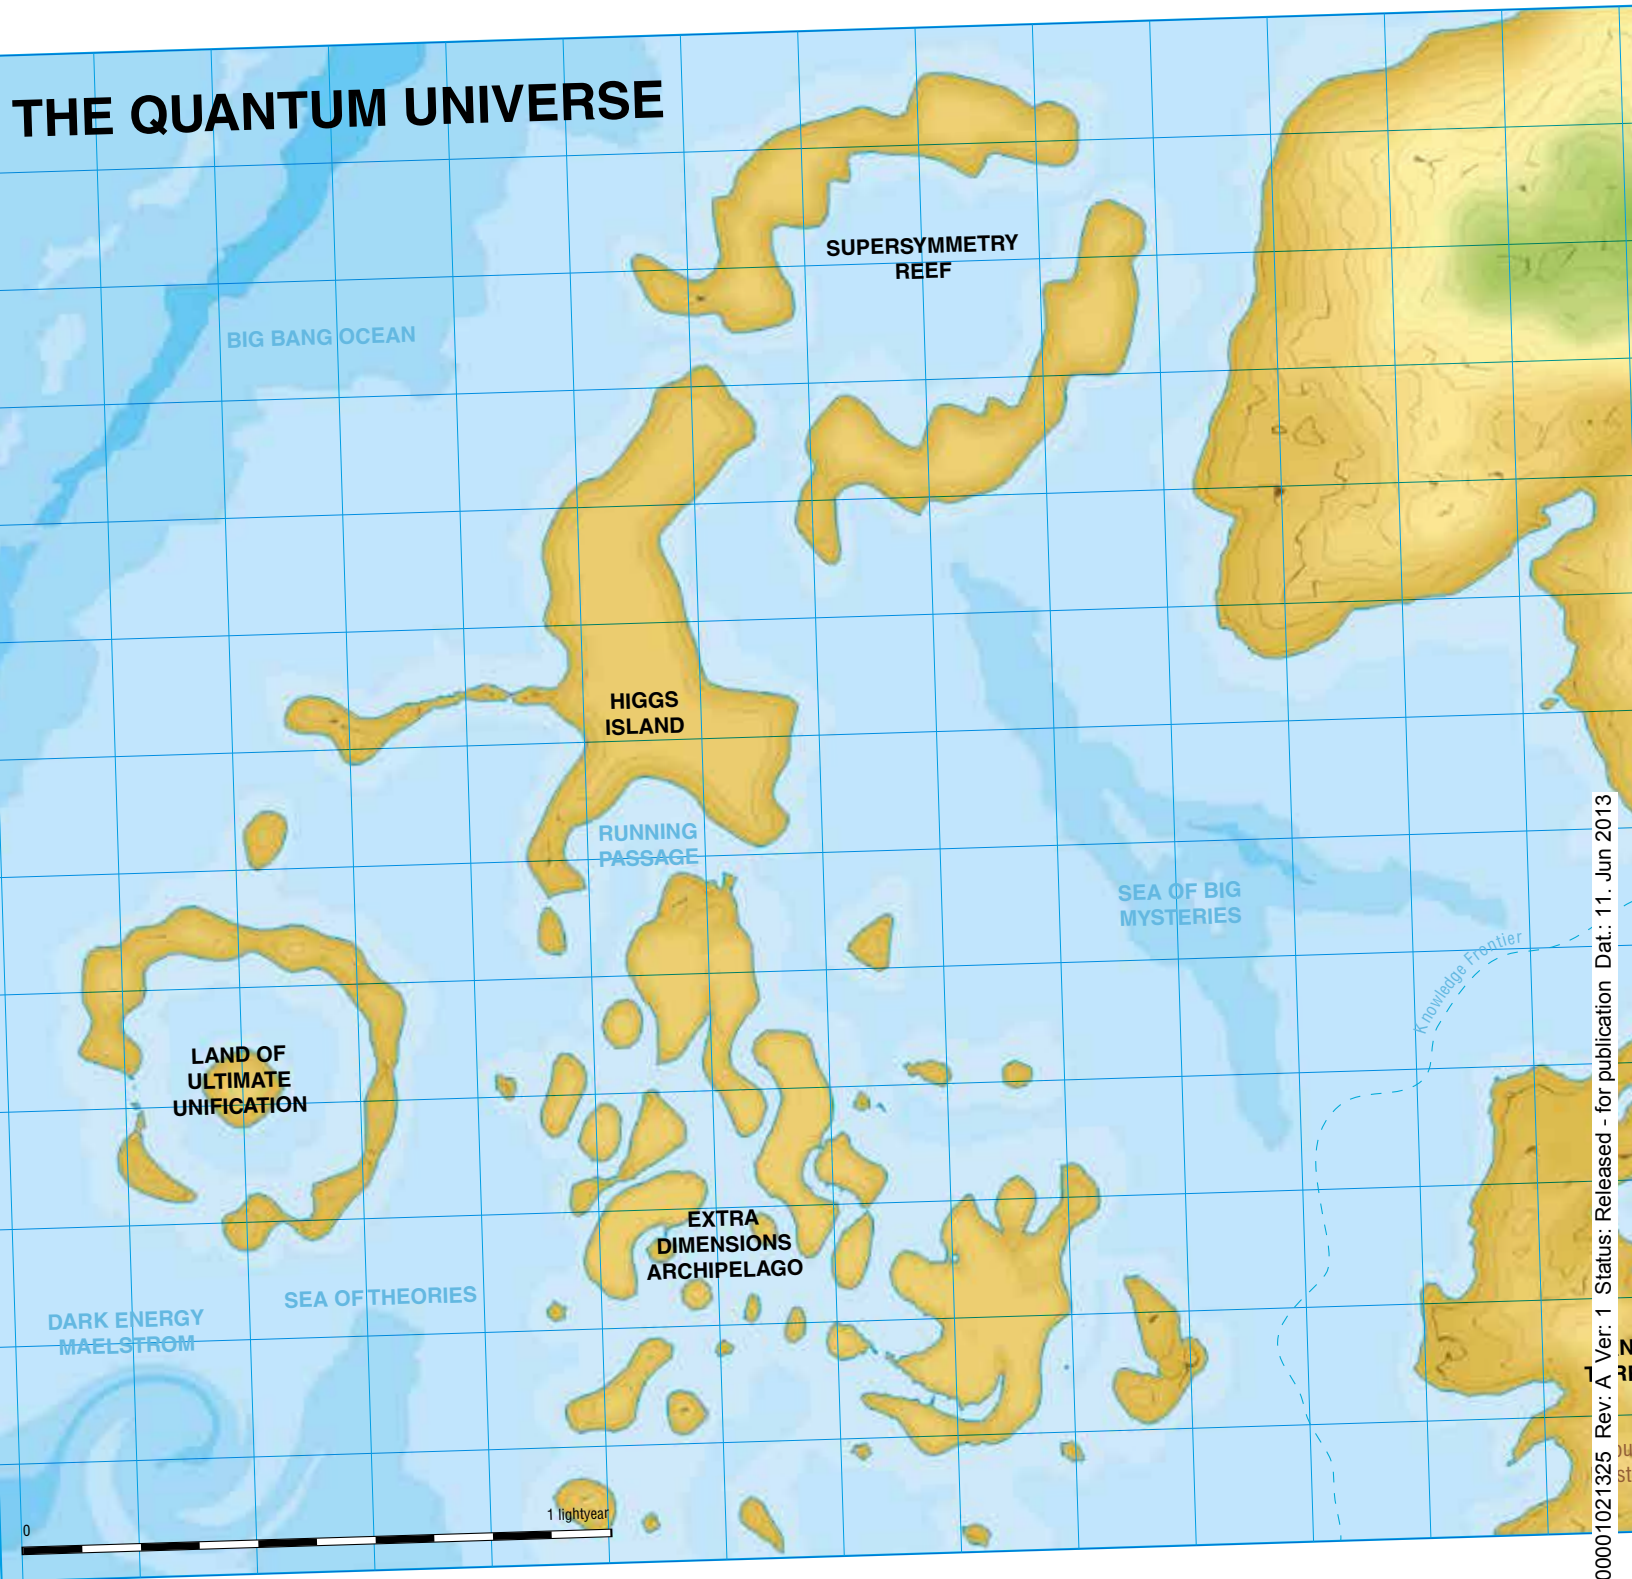 THE QUANTUM UNIVERSE
SUPERSYMMETRY
REEF
BIG BANG OCEAN
HIGGS
ISLAND
RUNNING
PASSAGE
SEA OF BIG
MYSTERIES
Knowledge Frontier
LAND OF
ULTIMATE
UNIFICATION
EXTRA
DIMENSIONS
ARCHIPELAGO
SEA OF THEORIES
DARK ENERGY
MAELSTROM
0
1 lightyear
00001021325 Rev: A Ver: 1 Status: Released - for publication Dat.: 11. Jun 2013